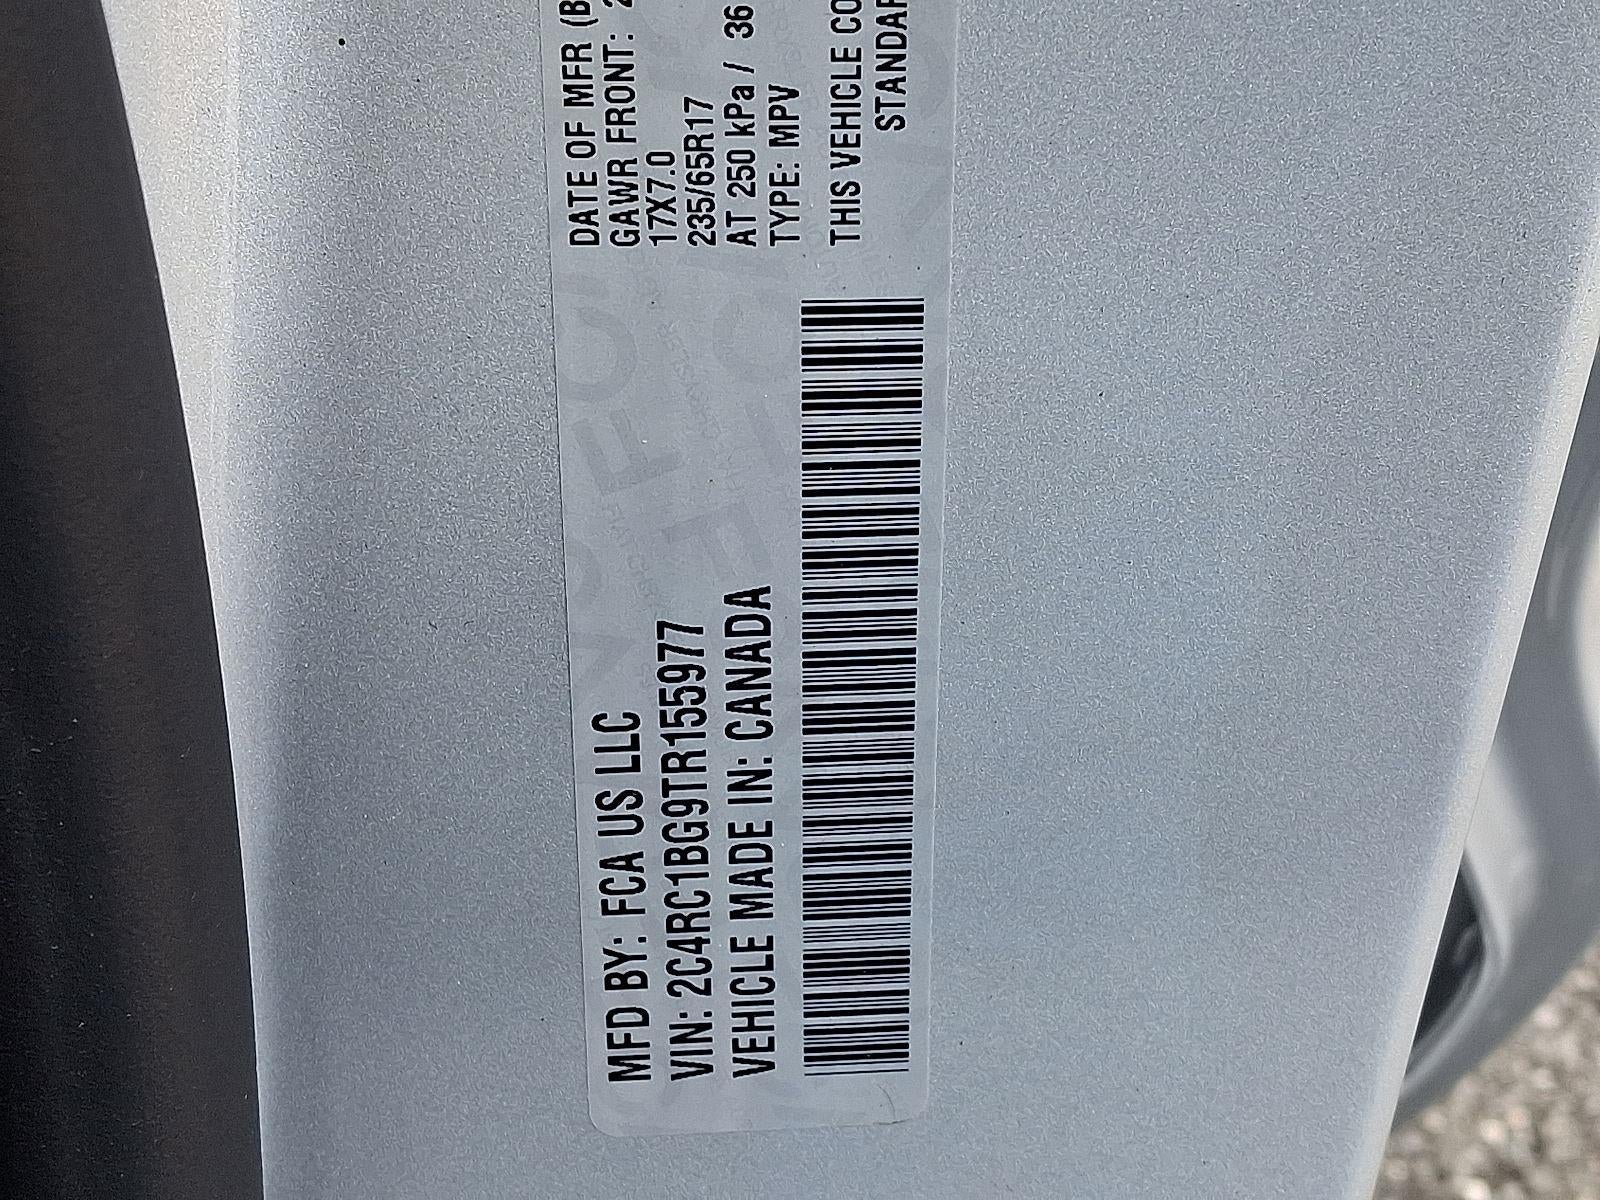 MFD BY: FCA US LLC
VIN: 2C4RC1BG9TR155977
VEHICLE MADE IN: CANADA
DATE OF MFR (B
GAWR FRONT: 2
17X7.0
235/65R17
AT 250 kPa / 36
TYPE: MPV
THIS VEHICLE CO
STANDAR